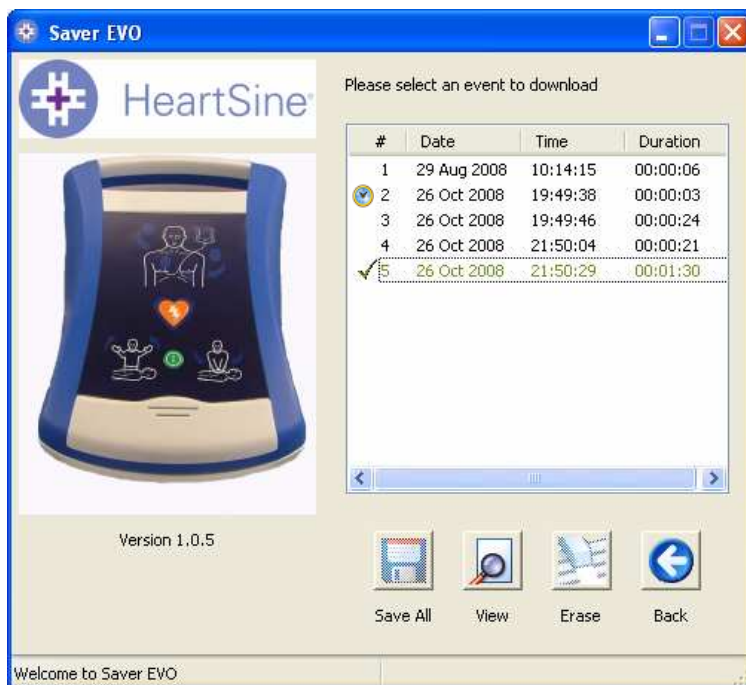 Saver EVO
HeartSine
Please select an event to download
# Date Time Duration
1 29 Aug 2008 10:14:15 00:00:06
2 26 Oct 2008 19:49:38 00:00:03
3 26 Oct 2008 19:49:46 00:00:24
4 26 Oct 2008 21:50:04 00:00:21
5 26 Oct 2008 21:50:29 00:01:30
Version 1.0.5
Save All View Erase Back
Welcome to Saver EVO